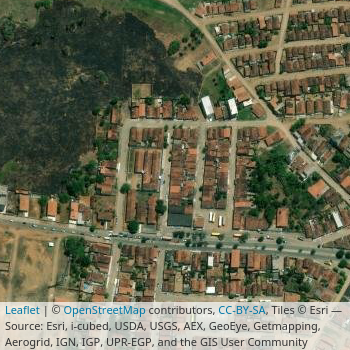 Leaflet | © OpenStreetMap contributors, CC-BY-SA, Tiles © Esri —
Source: Esri, i-cubed, USDA, USGS, AEX, GeoEye, Getmapping,
Aerogrid, IGN, IGP, UPR-EGP, and the GIS User Community